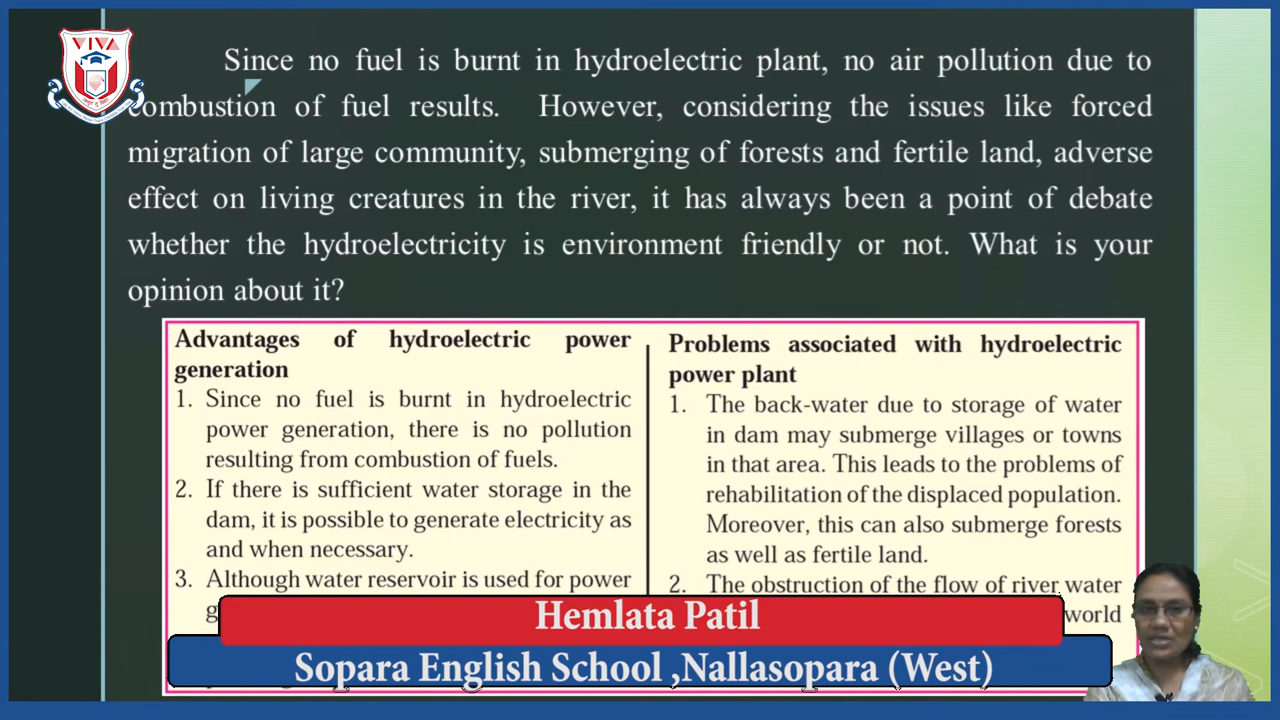 VIVA
Since no fuel is burnt in hydroelectric plant, no air pollution due to
combustion of fuel results. However, considering the issues like forced
migration of large community, submerging of forests and fertile land, adverse
effect on living creatures in the river, it has always been a point of debate
whether the hydroelectricity is environment friendly or not. What is your
opinion about it?
Advantages of hydroelectric power
generation
1. Since no fuel is burnt in hydroelectric
power generation, there is no pollution
resulting from combustion of fuels.
2. If there is sufficient water storage in the
dam, it is possible to generate electricity as
and when necessary.
3. Although water reservoir is used for power
Problems associated with hydroelectric
power plant
1. The back-water due to storage of water
in dam may submerge villages or towns
in that area. This leads to the problems of
rehabilitation of the displaced population.
Moreover, this can also submerge forests
as well as fertile land.
2. The obstruction of the flow of river water
world
Hemlata Patil
Sopara English School ,Nallasopara (West)